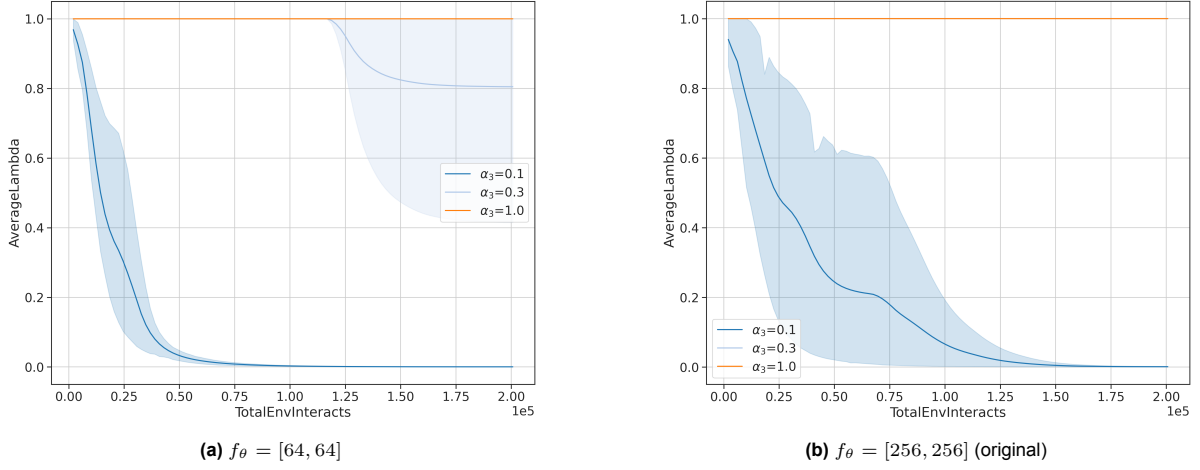 1.0
0.8
0.6
0.4
0.2
0.0
AverageLambda
α₃=0.1
α₃=0.3
α₃=1.0
0.00 0.25 0.50 0.75 1.00 1.25 1.50 1.75 2.00
1e5
TotalEnvInteracts
(a) fθ = [64, 64]
1.0
0.8
0.6
0.4
0.2
0.0
AverageLambda
α₃=0.1
α₃=0.3
α₃=1.0
0.00 0.25 0.50 0.75 1.00 1.25 1.50 1.75 2.00
1e5
TotalEnvInteracts
(b) fθ = [256, 256] (original)